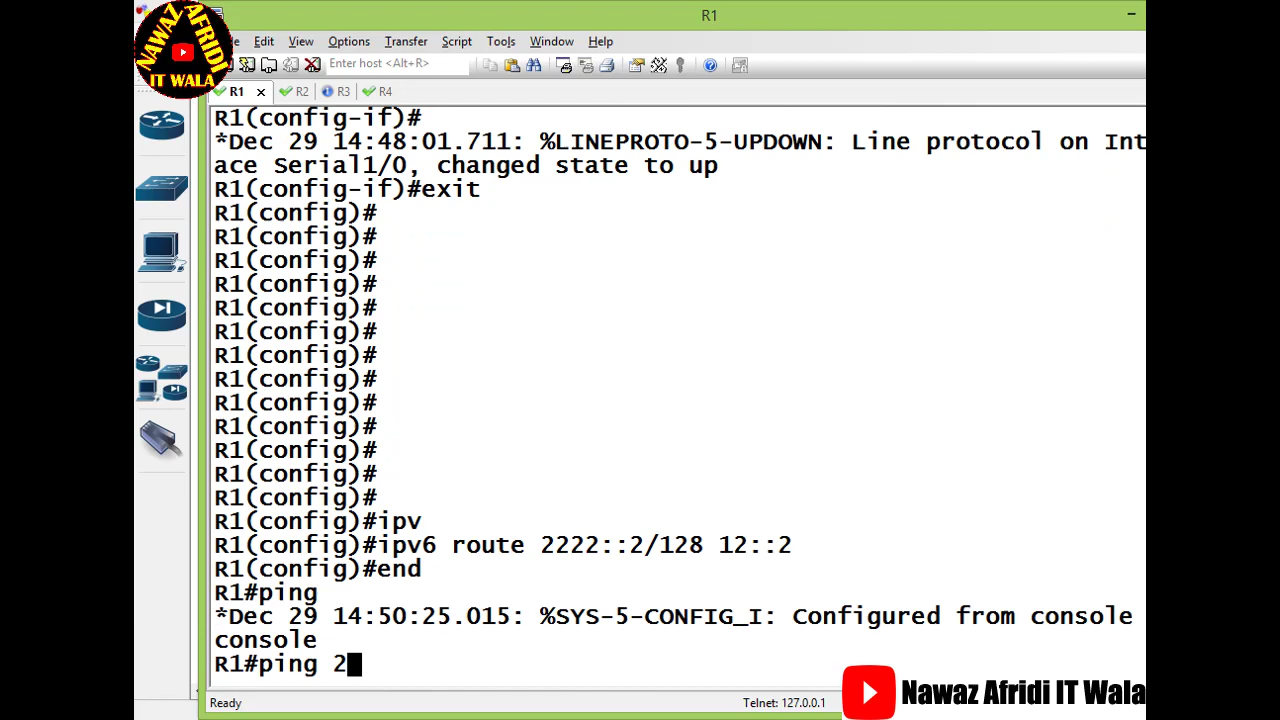 R1
NAWAZ AFRIDI
IT WALA
Edit View Options Transfer Script Tools Window Help
Enter host <Alt+R>
R1 R2 R3 R4
R1(config-if)#
*Dec 29 14:48:01.711: %LINEPROTO-5-UPDOWN: Line protocol on Int
ace Serial1/0, changed state to up
R1(config-if)#exit
R1(config)#
R1(config)#
R1(config)#
R1(config)#
R1(config)#
R1(config)#
R1(config)#
R1(config)#
R1(config)#
R1(config)#
R1(config)#
R1(config)#
R1(config)#
R1(config)#ipv
R1(config)#ipv6 route 2222::2/128 12::2
R1(config)#end
R1#ping
*Dec 29 14:50:25.015: %SYS-5-CONFIG_I: Configured from console
console
R1#ping 2
Ready
Telnet: 127.0.0.1
Nawaz Afridi IT Wala